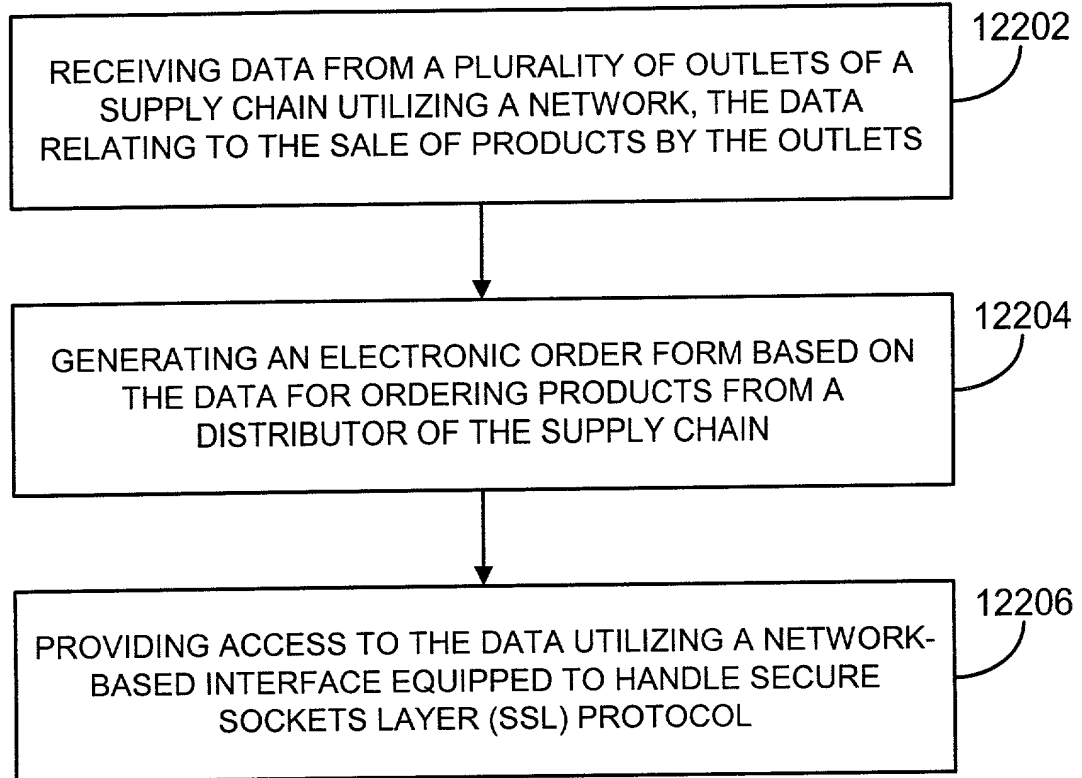 12202
RECEIVING DATA FROM A PLURALITY OF OUTLETS OF A
SUPPLY CHAIN UTILIZING A NETWORK, THE DATA
RELATING TO THE SALE OF PRODUCTS BY THE OUTLETS
12204
GENERATING AN ELECTRONIC ORDER FORM BASED ON
THE DATA FOR ORDERING PRODUCTS FROM A
DISTRIBUTOR OF THE SUPPLY CHAIN
12206
PROVIDING ACCESS TO THE DATA UTILIZING A NETWORK-
BASED INTERFACE EQUIPPED TO HANDLE SECURE
SOCKETS LAYER (SSL) PROTOCOL